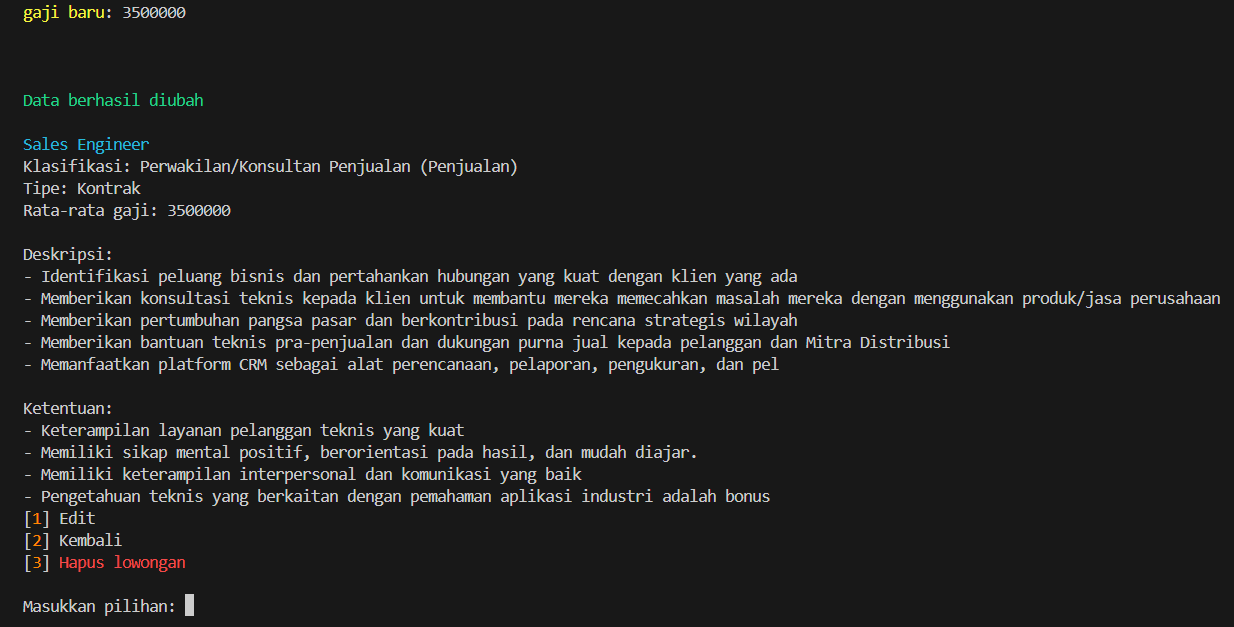 gaji baru: 3500000
Data berhasil diubah
Sales Engineer
Klasifikasi: Perwakilan/Konsultan Penjualan (Penjualan)
Tipe: Kontrak
Rata-rata gaji: 3500000
Deskripsi:
- Identifikasi peluang bisnis dan pertahankan hubungan yang kuat dengan klien yang ada
- Memberikan konsultasi teknis kepada klien untuk membantu mereka memecahkan masalah mereka dengan menggunakan produk/jasa perusahaan
- Memberikan pertumbuhan pangsa pasar dan berkontribusi pada rencana strategis wilayah
- Memberikan bantuan teknis pra-penjualan dan dukungan purna jual kepada pelanggan dan Mitra Distribusi
- Memanfaatkan platform CRM sebagai alat perencanaan, pelaporan, pengukuran, dan pel
Ketentuan:
- Keterampilan layanan pelanggan teknis yang kuat
- Memiliki sikap mental positif, berorientasi pada hasil, dan mudah diajar.
- Memiliki keterampilan interpersonal dan komunikasi yang baik
- Pengetahuan teknis yang berkaitan dengan pemahaman aplikasi industri adalah bonus
[1] Edit
[2] Kembali
[3] Hapus lowongan
Masukkan pilihan: